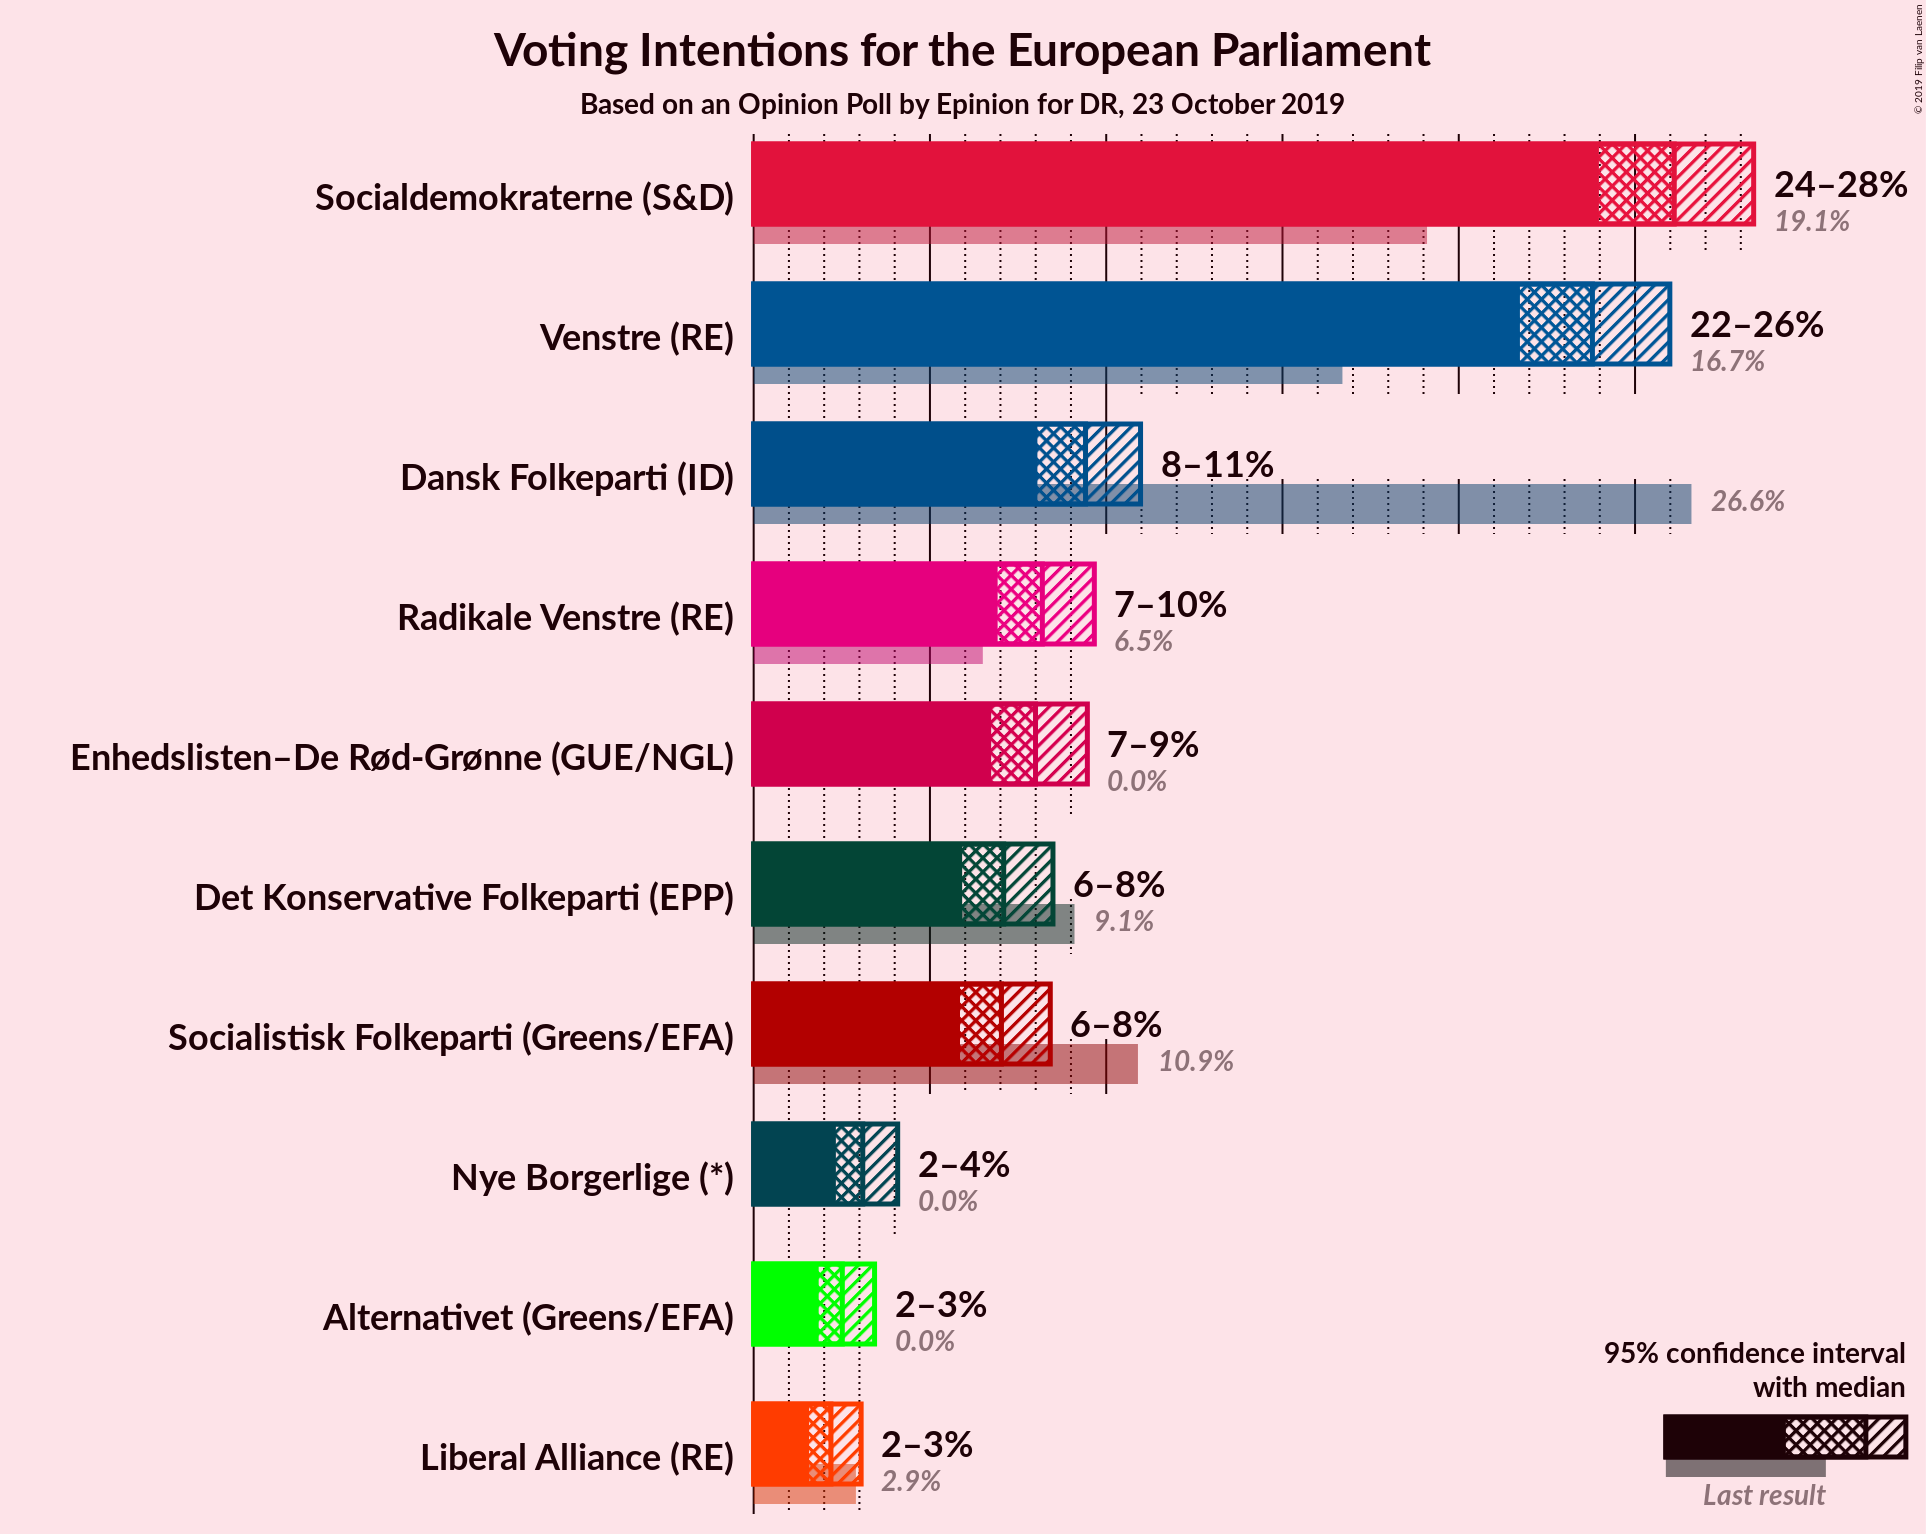 Voting Intentions for the European Parliament
Based on an Opinion Poll by Epinion for DR, 23 October 2019
© 2019 Filip van Laenen
Socialdemokraterne (S&D)
24–28%
19.1%
Venstre (RE)
22–26%
16.7%
Dansk Folkeparti (ID)
8–11%
26.6%
Radikale Venstre (RE)
7–10%
6.5%
Enhedslisten–De Rød-Grønne (GUE/NGL)
7–9%
0.0%
Det Konservative Folkeparti (EPP)
6–8%
9.1%
Socialistisk Folkeparti (Greens/EFA)
6–8%
10.9%
Nye Borgerlige (*)
2–4%
0.0%
Alternativet (Greens/EFA)
2–3%
0.0%
Liberal Alliance (RE)
2–3%
2.9%
95% confidence interval
with median
Last result